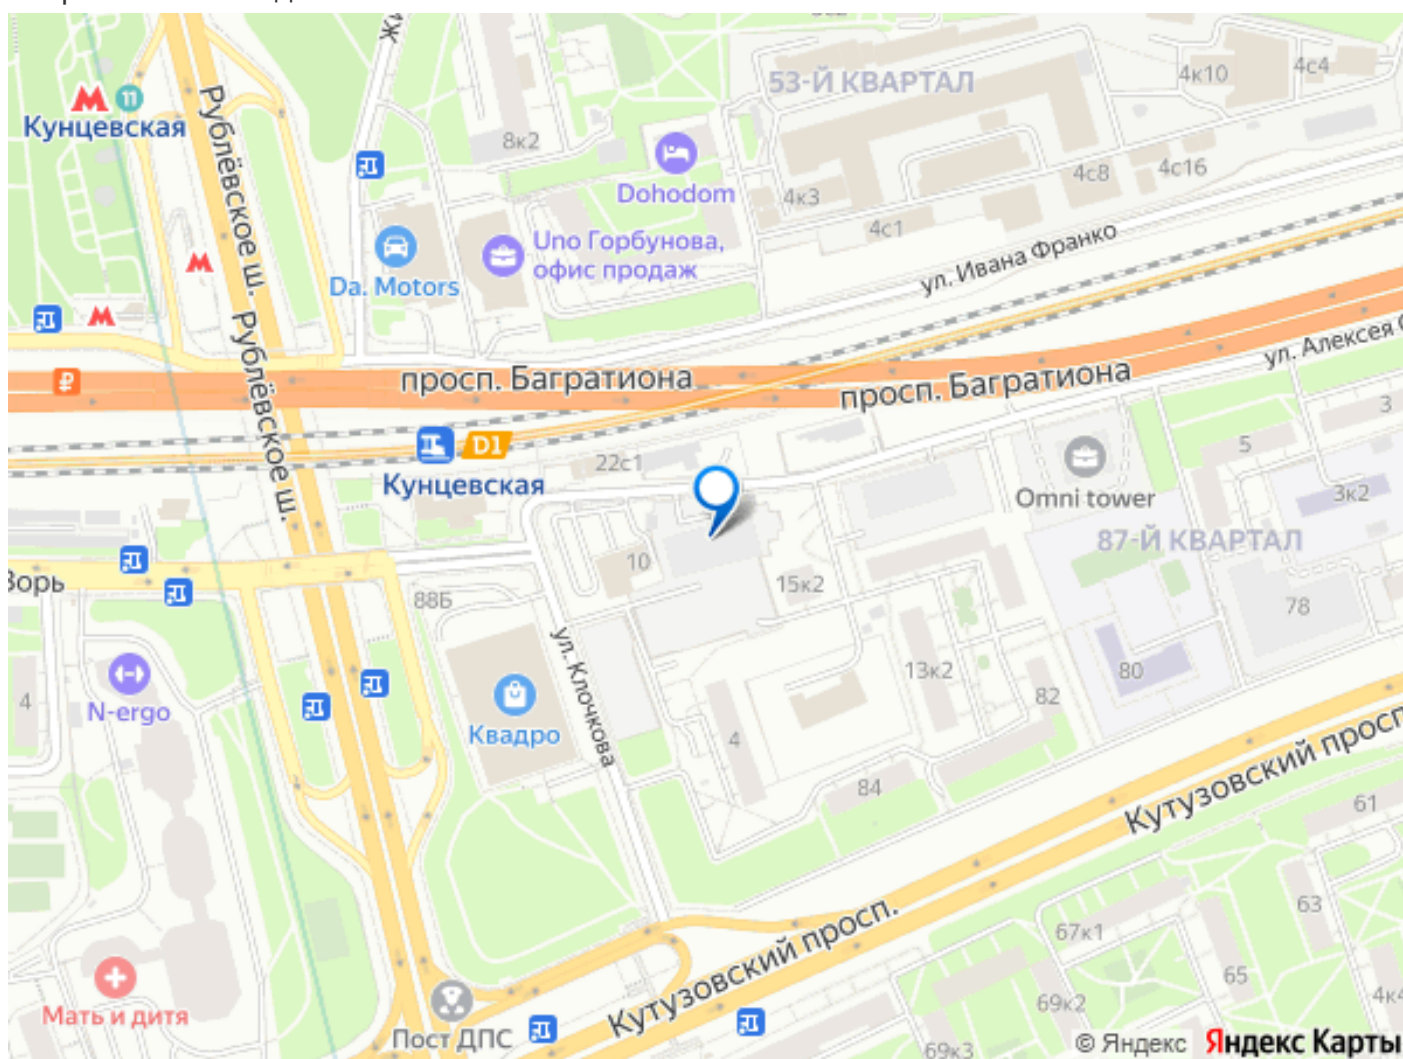 Кунцевская
11
Рублёвское ш.
Рублёвское ш.
8к2
Dohodom
53-Й КВАРТАЛ
4к10
4с4
4к3
4с8
4с16
4с1
Uno Горбунова,
офис продаж
Da. Motors
ул. Ивана Франко
просп. Багратиона
просп. Багратиона
ул. Алексея
₽
D1
Кунцевская
22с1
Omni tower
5
3
3к2
87-Й КВАРТАЛ
Зорь
10
88Б
15к2
78
ул. Клочкова
13к2
80
82
4
N-ergo
Квадро
4
84
Кутузовский просп
61
63
Кутузовский просп.
67к1
65
69к2
4к4
69к3
Мать и дитя
Пост ДПС
© Яндекс Яндекс Карты